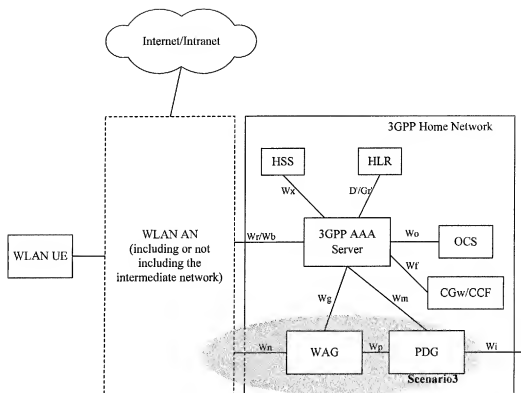 Internet/Intranet
3GPP Home Network
HSS
HLR
Wx
D'/Gr'
WLAN UE
WLAN AN
(including or not
including the
intermediate network)
Wr/Wb
3GPP AAA
Server
Wo
OCS
Wf
CGw/CCF
Wg
Wm
Wn
WAG
Wp
PDG
Wi
Scenario3